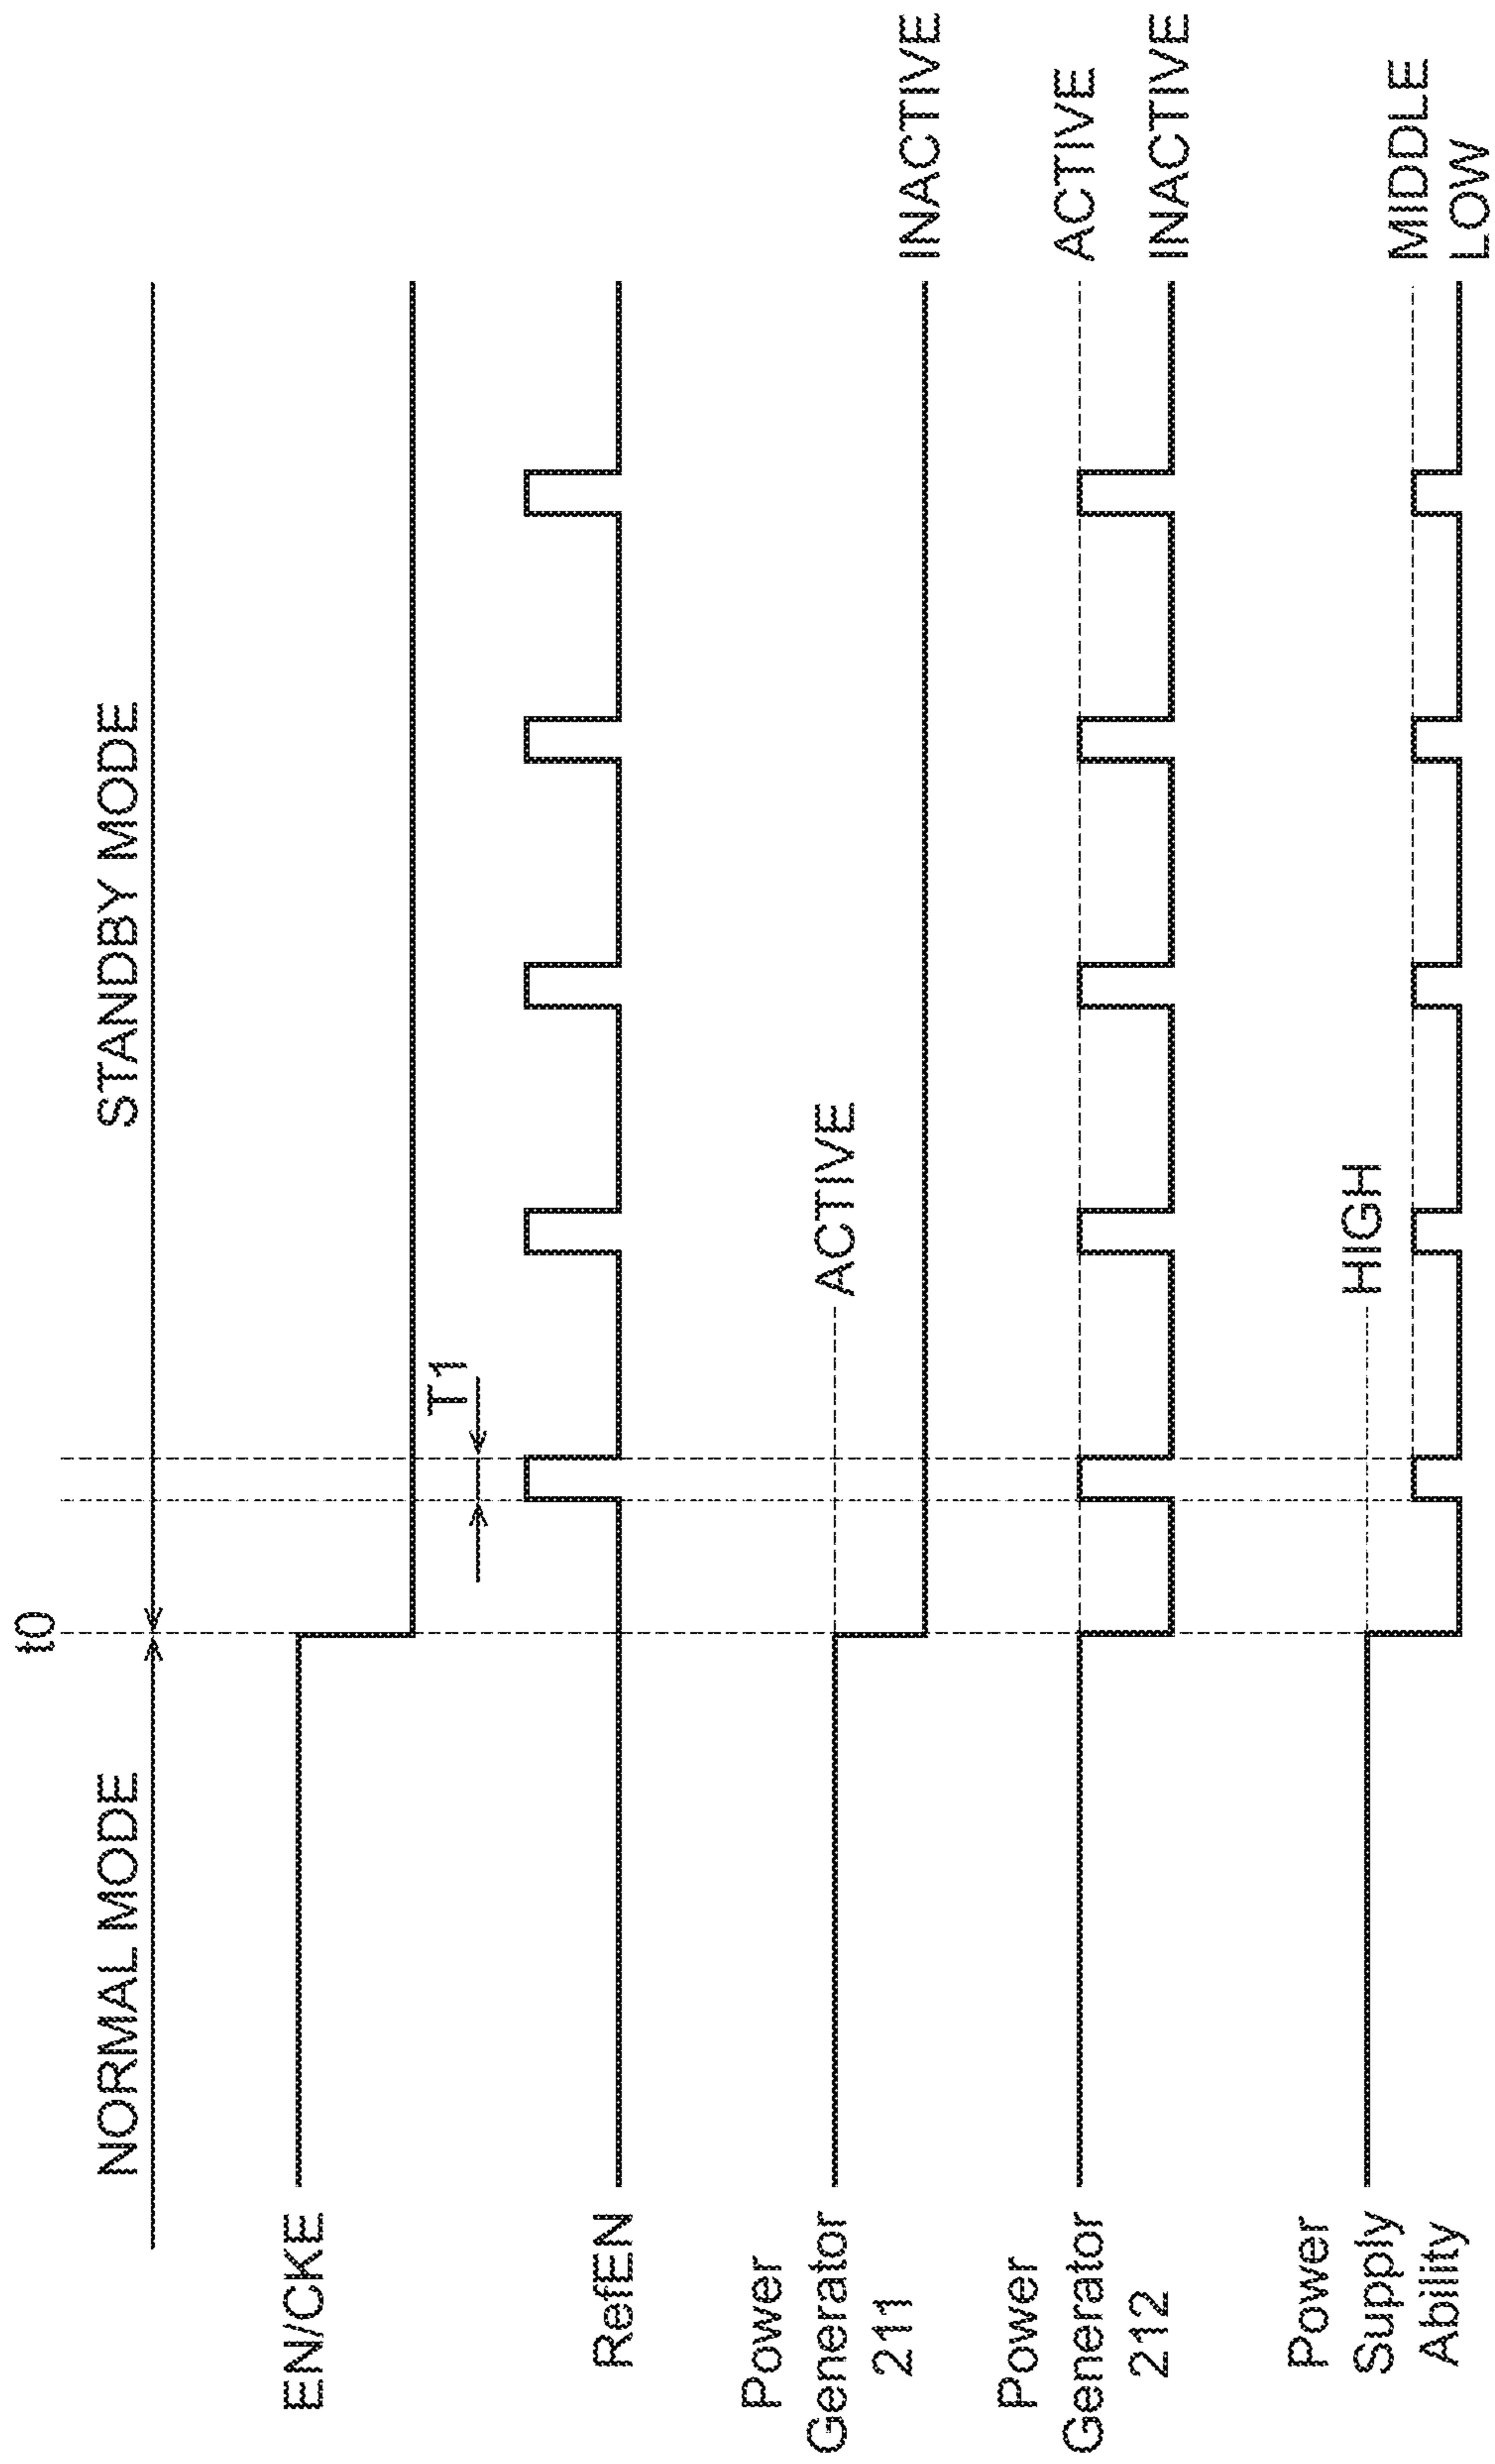 t0
NORMAL MODE
STANDBY MODE
EN/CKE
T1
RefEN
Power
Generator
211
ACTIVE
INACTIVE
Power
Generator
212
ACTIVE
INACTIVE
Power
Supply
Ability
HIGH
MIDDLE
LOW